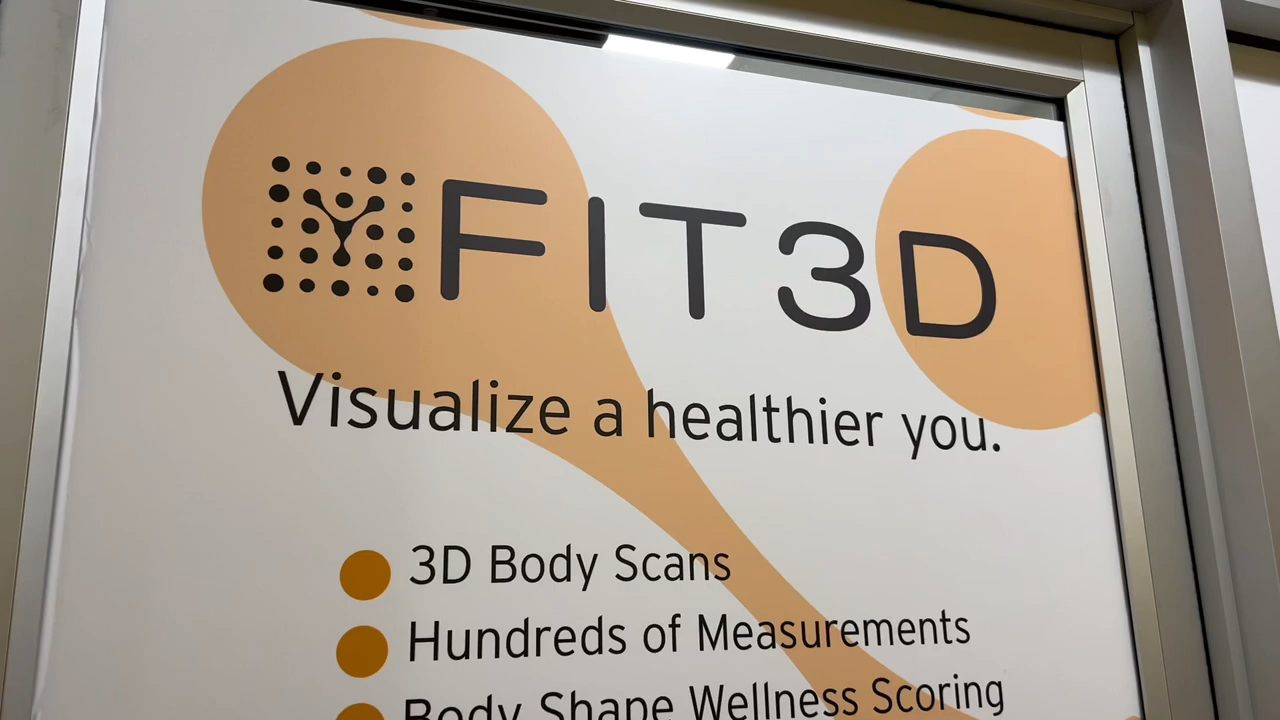 FIT3D
Visualize a healthier you.
3D Body Scans
Hundreds of Measurements
Body Shape Wellness Scoring